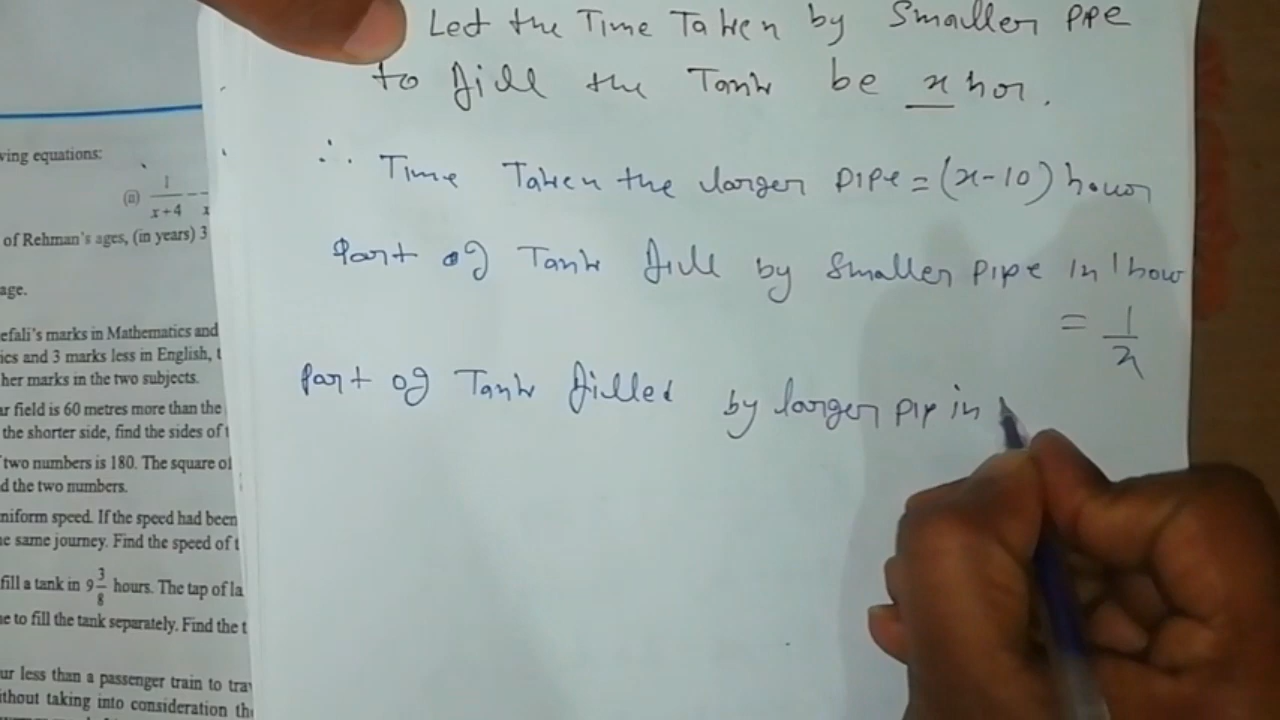 Let the Time Taken by Smaller pipe
to fill the Tank be x hor.
∴ Time Taken the larger pipe = (x-10) hour
Part of Tank fill by Smaller pipe in 1 hour
= 1/x
Part of Tank filled by larger pip in
ving equations:
(ii) 1/x+4 -
of Rehman's ages, (in years) 3
age.
efali's marks in Mathematics and
ics and 3 marks less in English,
her marks in the two subjects.
ar field is 60 metres more than the
the shorter side, find the sides of
two numbers is 180. The square of
d the two numbers.
niform speed. If the speed had been
e same journey. Find the speed of t
fill a tank in 9 3/8 hours. The tap of la
e to fill the tank separately. Find the t
ur less than a passenger train to tra
ithout taking into consideration the